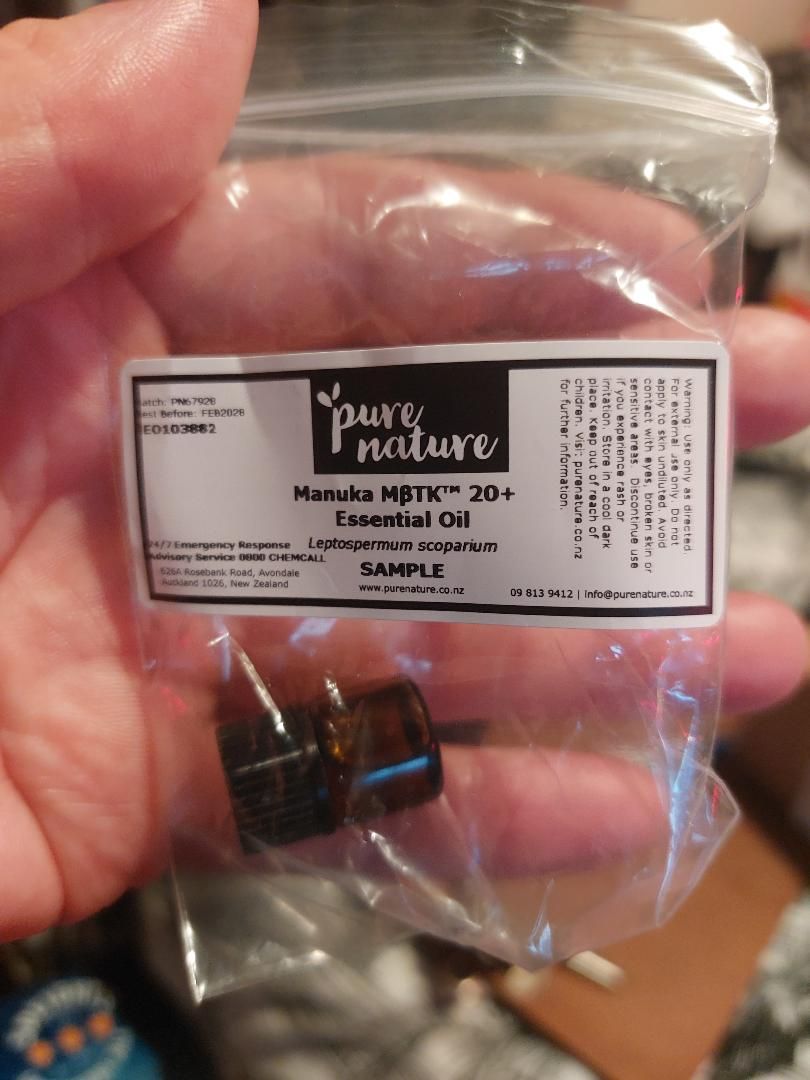 atch: PN67928
est Before: FEB2028
EO103882
pure
nature
Manuka MβTK™ 20+
Essential Oil
Leptospermum scoparium
SAMPLE
www.purenature.co.nz
24/7 Emergency Response
Advisory Service 0800 CHEMCALL
626A Rosebank Road, Avondale
Auckland 1026, New Zealand
09 813 9412 | info@purenature.co.nz
Warning: Use only as directed.
For external use only. Do not
apply to skin undiluted. Avoid
contact with eyes, broken skin or
sensitive areas. Discontinue use
if you experience rash or
irritation. Store in a cool dark
place. Keep out of reach of
children. Visit purenature.co.nz
for further information.